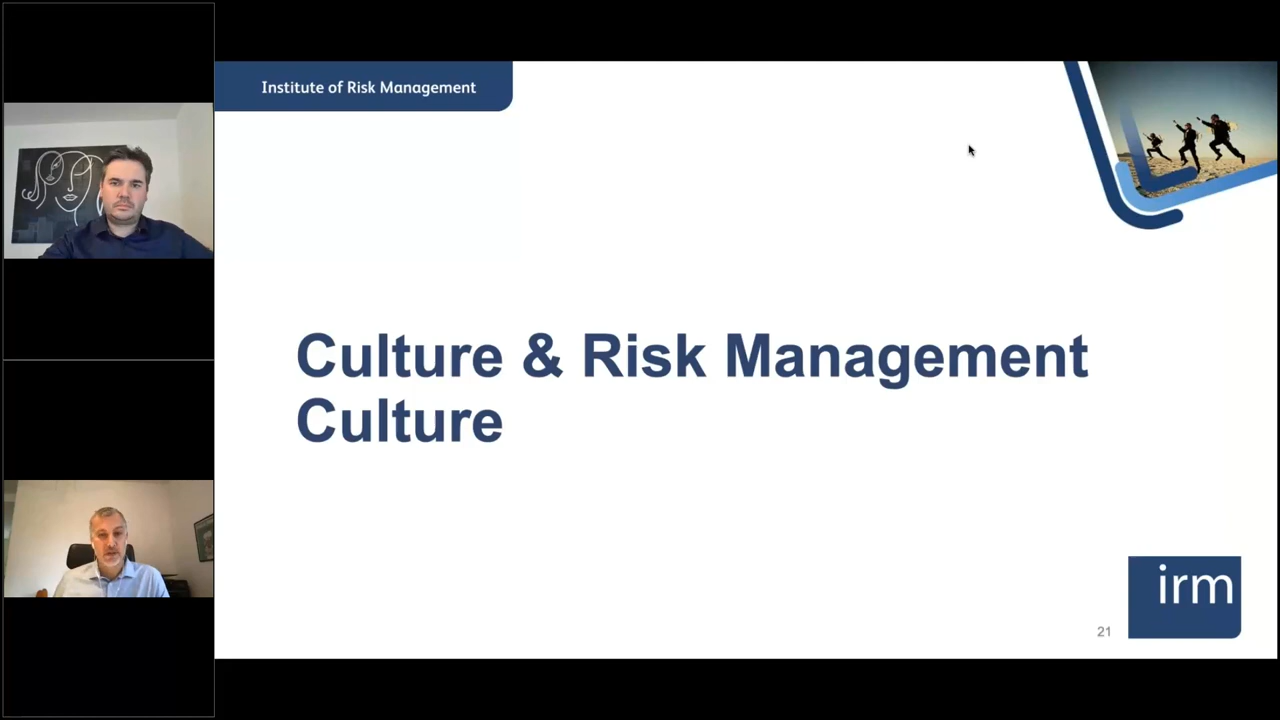 Institute of Risk Management
Culture & Risk Management
Culture
irm
21